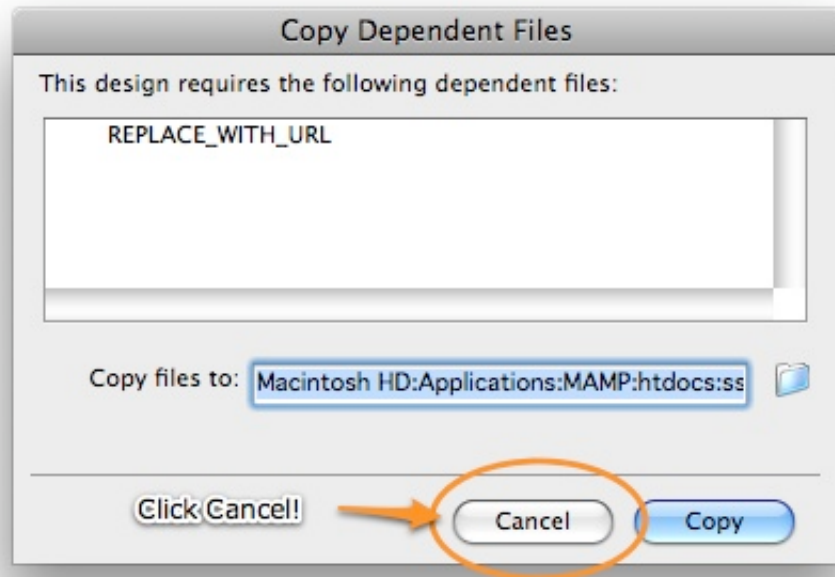 Copy Dependent Files
This design requires the following dependent files:
REPLACE_WITH_URL
Copy files to: Macintosh HD:Applications:MAMP:htdocs:ss
Click Cancel! Cancel Copy